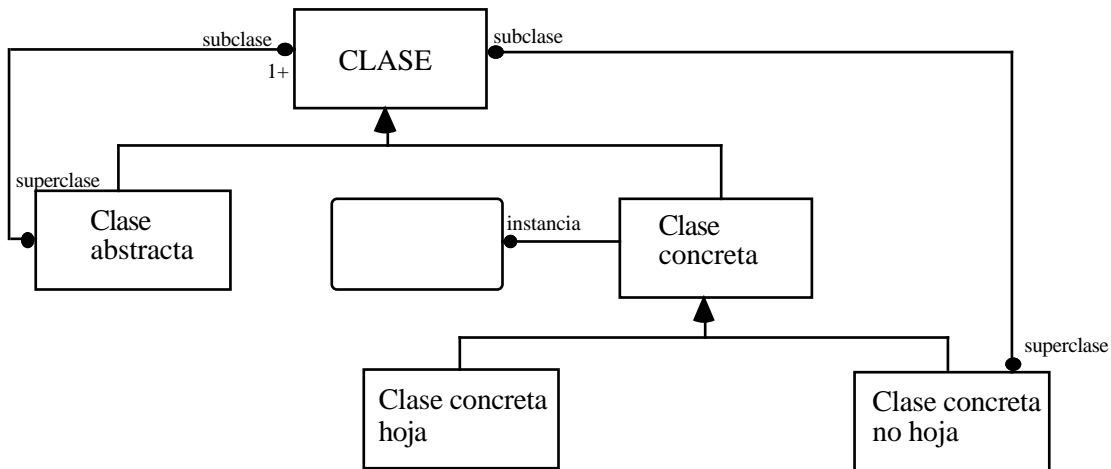 subclase
CLASE
subclase
1+
superclase
Clase
abstracta
instancia
Clase
concreta
superclase
Clase concreta
hoja
Clase concreta
no hoja